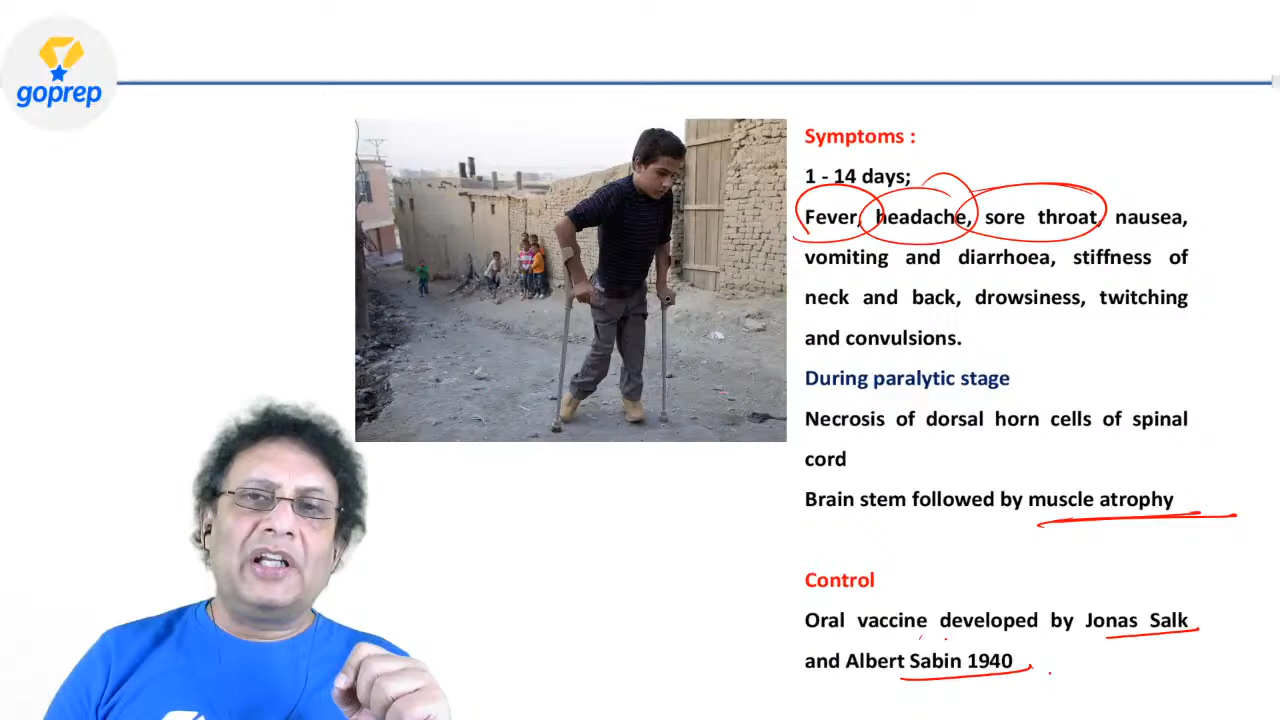 goprep
Symptoms :
1 - 14 days;
Fever, headache, sore throat, nausea,
vomiting and diarrhoea, stiffness of
neck and back, drowsiness, twitching
and convulsions.
During paralytic stage
Necrosis of dorsal horn cells of spinal
cord
Brain stem followed by muscle atrophy
Control
Oral vaccine developed by Jonas Salk
and Albert Sabin 1940